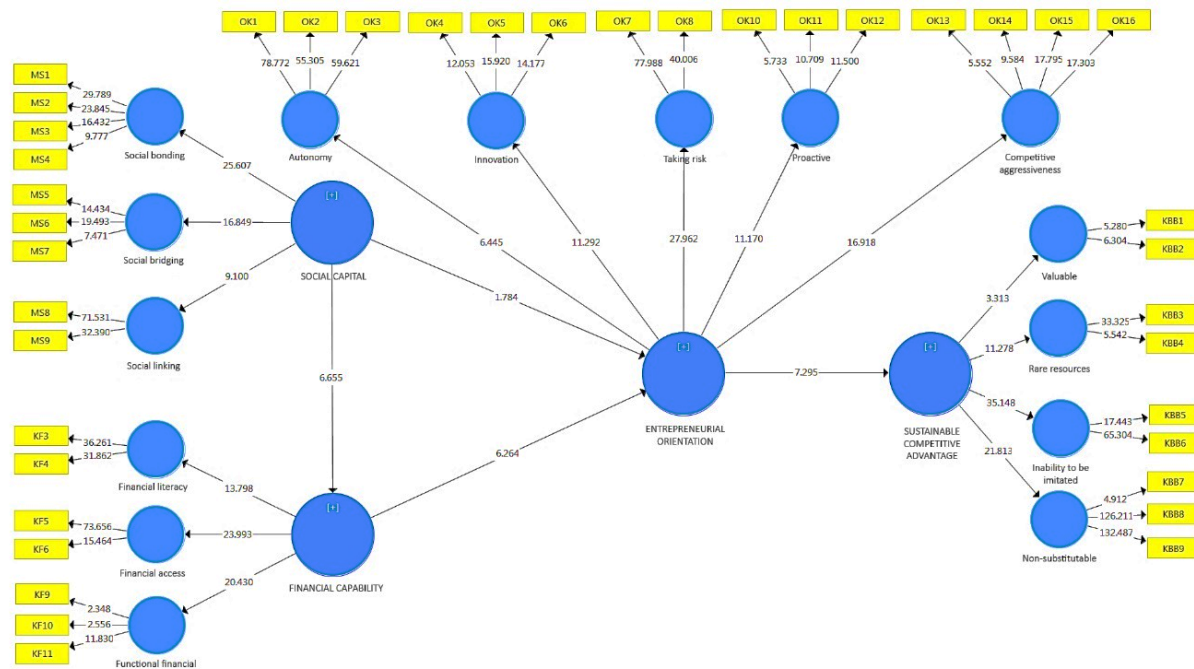 OK1 OK2 OK3 OK4 OK5 OK6 OK7 OK8 OK10 OK11 OK12 OK13 OK14 OK15 OK16
78.772 55.305 59.621 12.053 15.920 14.177 77.988 40.006 5.733 10.709 11.500 5.552 9.584 17.795 17.303
MS1
MS2
MS3
MS4
29.789
23.845
16.432
9.777
Social bonding
Autonomy
Innovation
Taking risk
Proactive
Competitive
aggressiveness
25.607
MS5
MS6
MS7
14.434
19.493
7.471
Social bridging
16.849
[+]
SOCIAL CAPITAL
6.445
11.292
27.962
11.170
16.918
9.100
1.784
MS8
MS9
71.531
32.390
Social linking
6.655
[+]
ENTREPRENEURIAL
ORIENTATION
7.295
[+]
SUSTAINABLE
COMPETITIVE
ADVANTAGE
3.313
11.278
35.148
21.813
Valuable
5.280
6.304
KBB1
KBB2
Rare resources
33.325
5.542
KBB3
KBB4
Inability to be
imitated
17.443
65.304
KBB5
KBB6
Non-substitutable
4.912
126.211
132.487
KBB7
KBB8
KBB9
KF3
KF4
36.261
31.862
Financial literacy
13.798
6.264
KF5
KF6
73.656
15.464
Financial access
23.993
[+]
FINANCIAL CAPABILITY
20.430
KF9
KF10
KF11
2.348
2.556
11.830
Functional financial